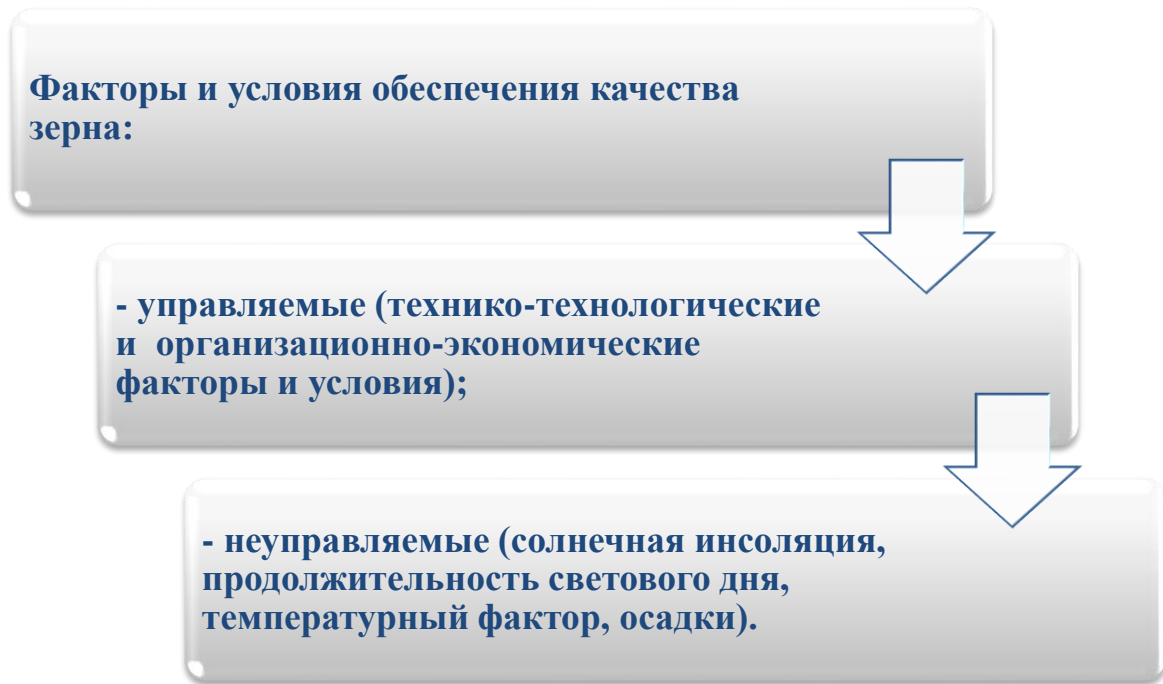 Факторы и условия обеспечения качества
зерна:
- управляемые (технико-технологические
и  организационно-экономические
факторы и условия);
- неуправляемые (солнечная инсоляция,
продолжительность светового дня,
температурный фактор, осадки).